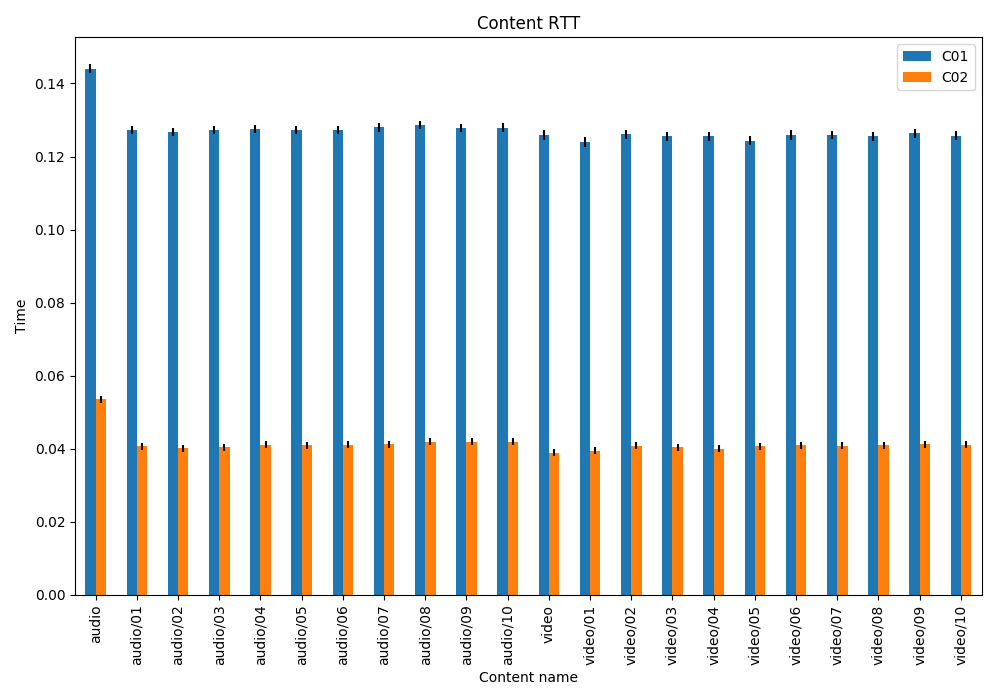 Content RTT
C01
C02
Time
0.14
0.12
0.10
0.08
0.06
0.04
0.02
0.00
audio
audio/01
audio/02
audio/03
audio/04
audio/05
audio/06
audio/07
audio/08
audio/09
audio/10
video
video/01
video/02
video/03
video/04
video/05
video/06
video/07
video/08
video/09
video/10
Content name